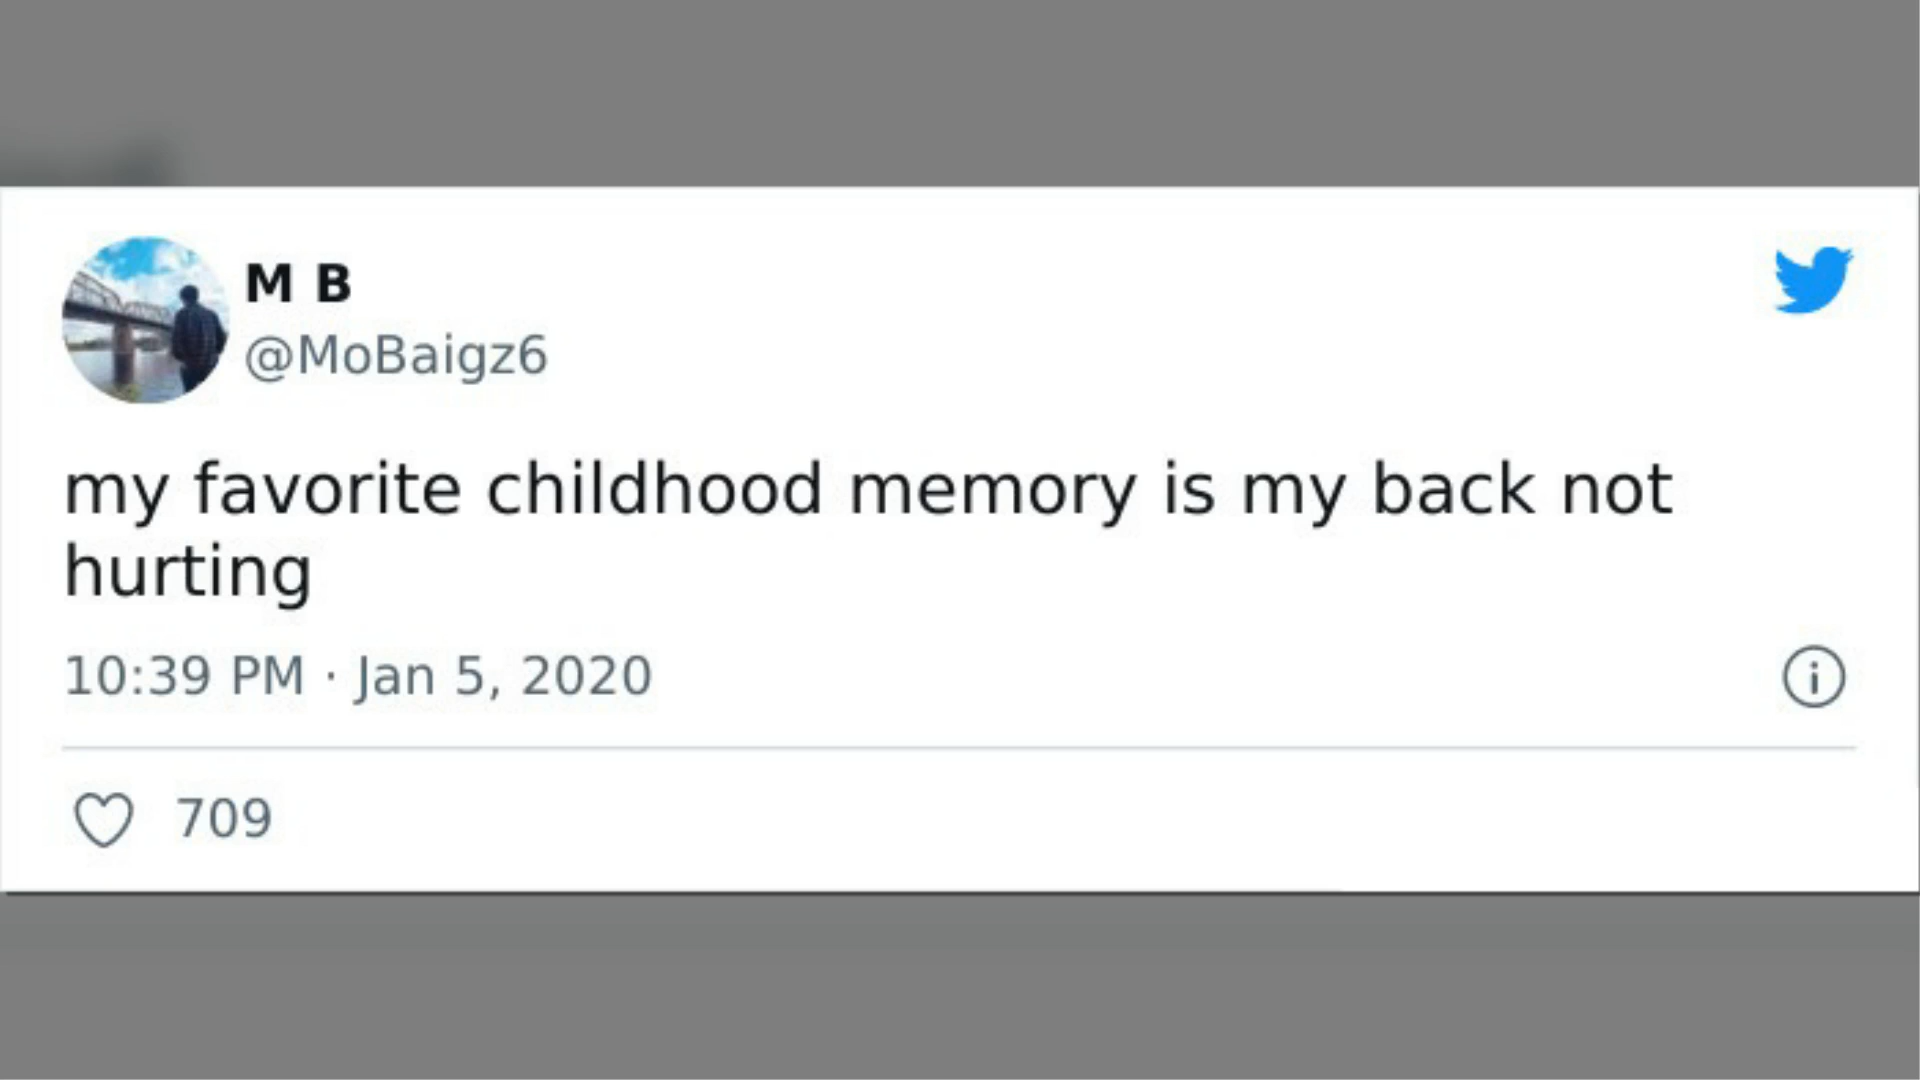 M B
@MoBaigz6
my favorite childhood memory is my back not
hurting
10:39 PM · Jan 5, 2020
709